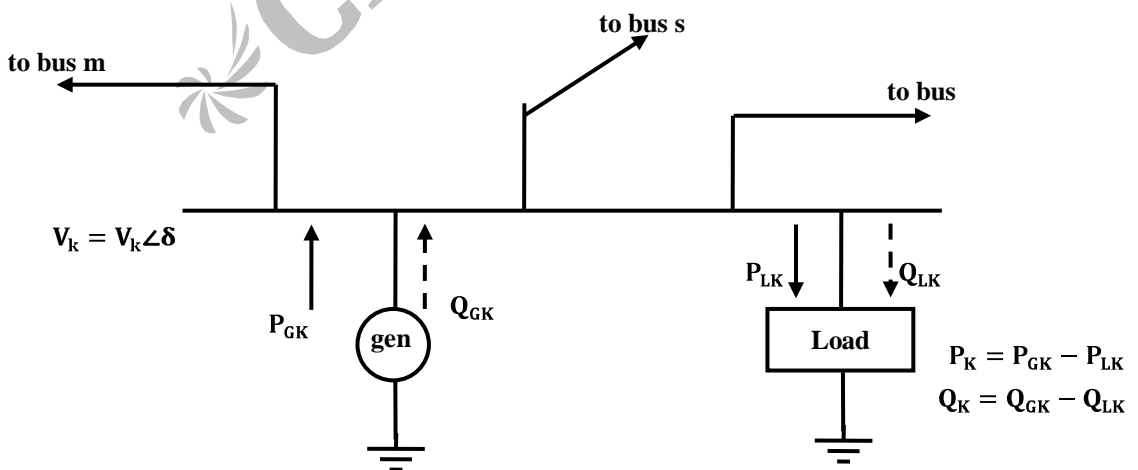 to bus s
to bus m
to bus
V_k = V_k∠δ
P_GK
Q_GK
gen
P_LK
Q_LK
Load
P_K = P_GK − P_LK
Q_K = Q_GK − Q_LK